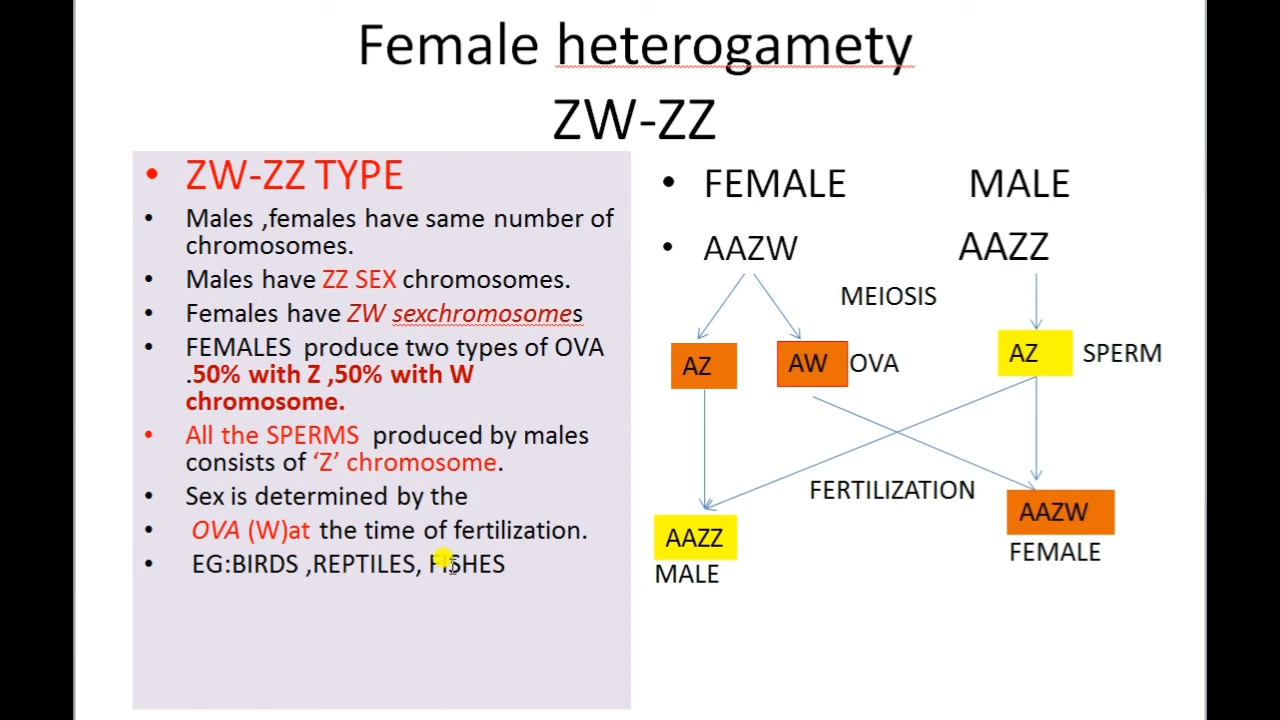 Female heterogamety
ZW-ZZ
• ZW-ZZ TYPE
• Males ,females have same number of
chromosomes.
• Males have ZZ SEX chromosomes.
• Females have ZW sexchromosomes
• FEMALES produce two types of OVA
.50% with Z ,50% with W
chromosome.
• All the SPERMS produced by males
consists of ‘Z’ chromosome.
• Sex is determined by the
• OVA (W)at the time of fertilization.
• EG:BIRDS ,REPTILES, FISHES
• FEMALE MALE
• AAZW AAZZ
MEIOSIS
AZ AW OVA AZ SPERM
FERTILIZATION
AAZZ
MALE
AAZW
FEMALE